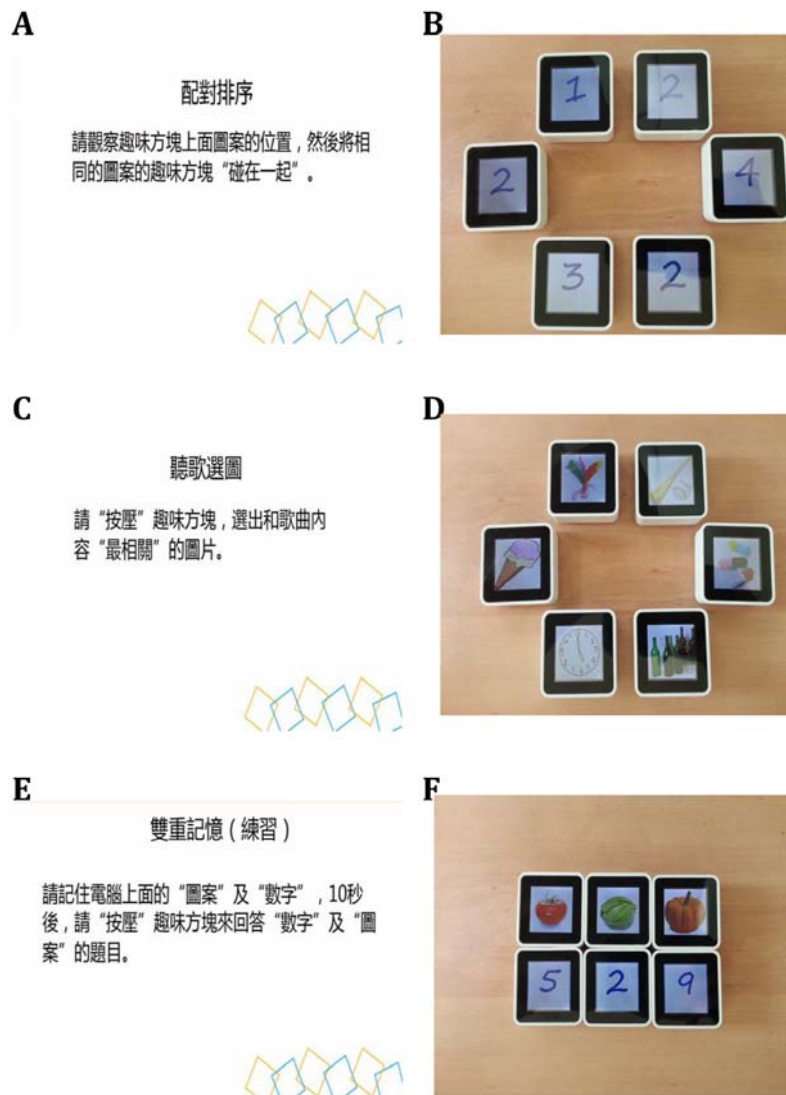 A
配對排序
請觀察趣味方塊上面圖案的位置,然後將相
同的圖案的趣味方塊“碰在一起”。
B
1 2
2 4
3 2
C
聽歌選圖
請“按壓”趣味方塊,選出和歌曲內
容“最相關”的圖片。
D
E
雙重記憶(練習)
請記住電腦上面的“圖案”及“數字”,10秒
後,請“按壓”趣味方塊來回答“數字”及“圖
案”的題目。
F
5 2 9